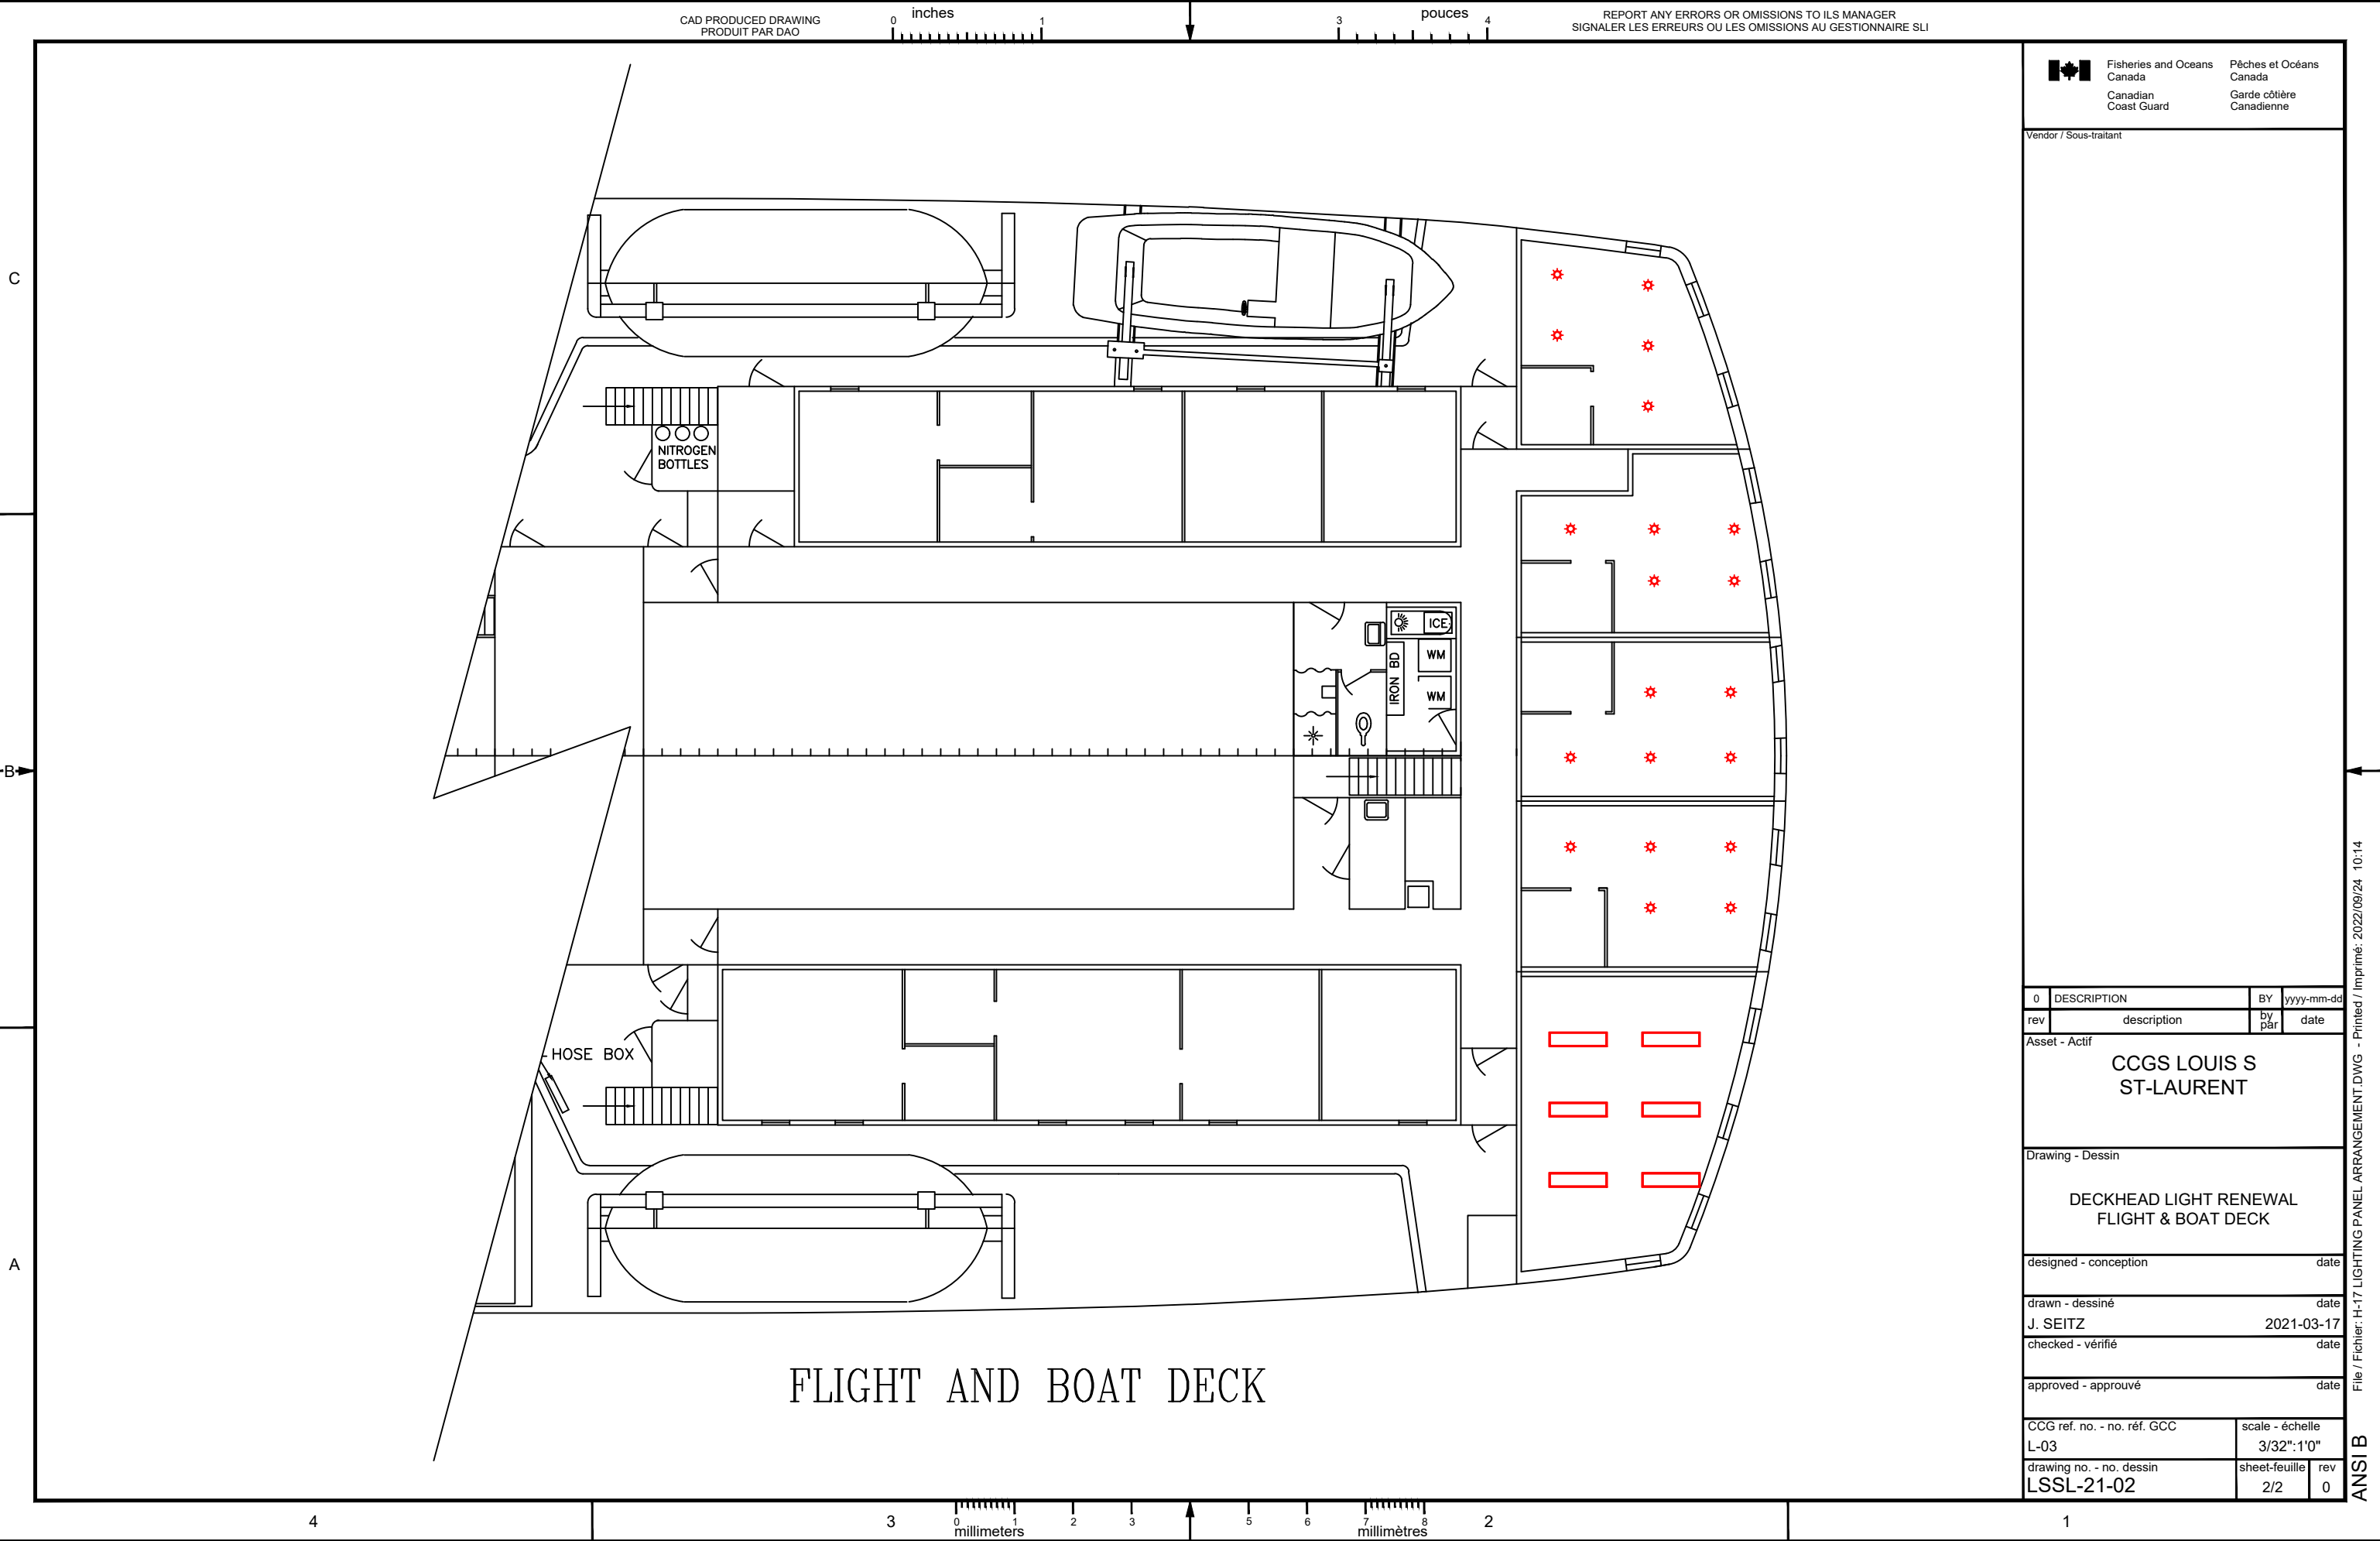 CAD PRODUCED DRAWING
PRODUIT PAR DAO
inches
0 1
pouces
3 4
REPORT ANY ERRORS OR OMISSIONS TO ILS MANAGER
SIGNALER LES ERREURS OU LES OMISSIONS AU GESTIONNAIRE SLI
Fisheries and Oceans
Canada
Canadian
Coast Guard
Pêches et Océans
Canada
Garde côtière
Canadienne
Vendor / Sous-traitant
C
B
A
NITROGEN
BOTTLES
ICE
WM
IRON BD
WM
HOSE BOX
FLIGHT AND BOAT DECK
0 DESCRIPTION BY yyyy-mm-dd
rev description by par date
Asset - Actif
CCGS LOUIS S
ST-LAURENT
Drawing - Dessin
DECKHEAD LIGHT RENEWAL
FLIGHT & BOAT DECK
designed - conception date
drawn - dessiné date
J. SEITZ 2021-03-17
checked - vérifié date
approved - approuvé date
CCG ref. no. - no. réf. GCC scale - échelle
L-03 3/32":1'0"
drawing no. - no. dessin sheet-feuille rev
LSSL-21-02 2/2 0
File / Fichier: H-17 LIGHTING PANEL ARRANGEMENT.DWG - Printed / Imprimé: 2022/09/24 10:14
ANSI B
4 3 2 1
0 1 2 3 5 6 7 8
millimeters millimètres